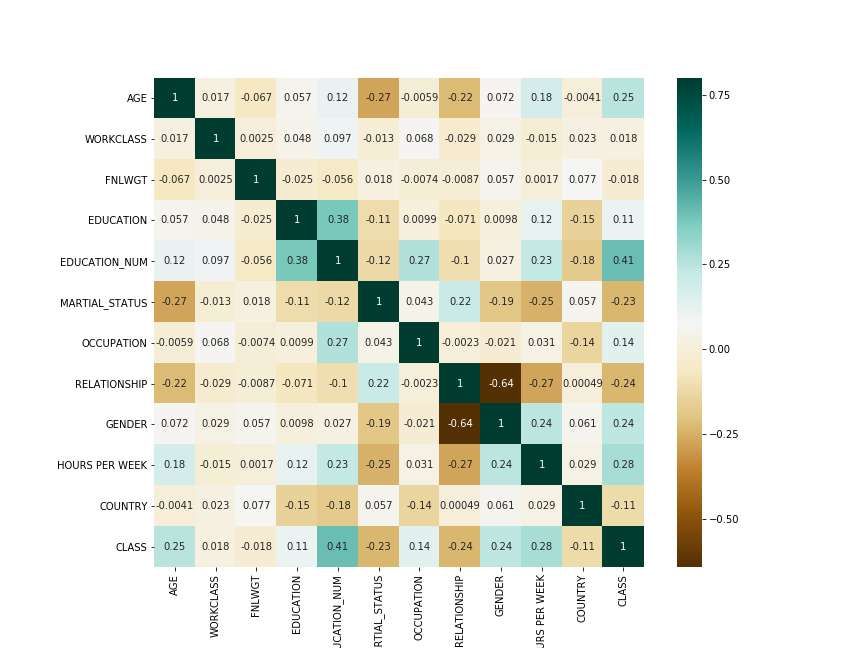 AGE 1 0.017 -0.067 0.057 0.12 -0.27 -0.0059 -0.22 0.072 0.18 -0.0041 0.25
WORKCLASS 0.017 1 0.0025 0.048 0.097 -0.013 0.068 -0.029 0.029 -0.015 0.023 0.018
FNLWGT -0.067 0.0025 1 -0.025 -0.056 0.018 -0.0074 -0.0087 0.057 0.0017 0.077 -0.018
EDUCATION 0.057 0.048 -0.025 1 0.38 -0.11 0.0099 -0.071 0.0098 0.12 -0.15 0.11
EDUCATION_NUM 0.12 0.097 -0.056 0.38 1 -0.12 0.27 -0.1 0.027 0.23 -0.18 0.41
MARTIAL_STATUS -0.27 -0.013 0.018 -0.11 -0.12 1 0.043 0.22 -0.19 -0.25 0.057 -0.23
OCCUPATION -0.0059 0.068 -0.0074 0.0099 0.27 0.043 1 -0.0023 -0.021 0.031 -0.14 0.14
RELATIONSHIP -0.22 -0.029 -0.0087 -0.071 -0.1 0.22 -0.0023 1 -0.64 -0.27 0.00049 -0.24
GENDER 0.072 0.029 0.057 0.0098 0.027 -0.19 -0.021 -0.64 1 0.24 0.061 0.24
HOURS PER WEEK 0.18 -0.015 0.0017 0.12 0.23 -0.25 0.031 -0.27 0.24 1 0.029 0.28
COUNTRY -0.0041 0.023 0.077 -0.15 -0.18 0.057 -0.14 0.00049 0.061 0.029 1 -0.11
CLASS 0.25 0.018 -0.018 0.11 0.41 -0.23 0.14 -0.24 0.24 0.28 -0.11 1
AGE
WORKCLASS
FNLWGT
EDUCATION
UCATION_NUM
RTIAL_STATUS
OCCUPATION
RELATIONSHIP
GENDER
URS PER WEEK
COUNTRY
CLASS
0.75
0.50
0.25
0.00
-0.25
-0.50